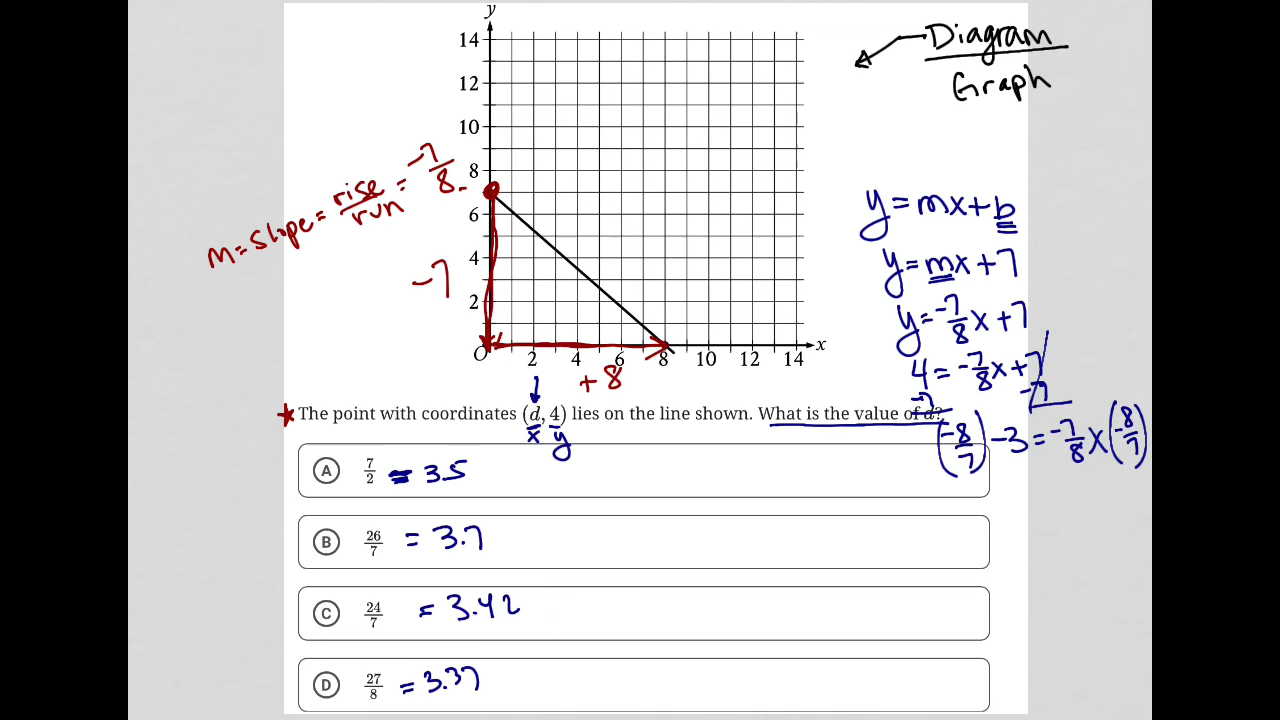 y
14
12
10
8
6
4
2
O
2 4 6 8 10 12 14 x
Diagram
Graph
m = slope = rise/run = -7/8
-7
+8
y = mx + b
y = mx + 7
y = -7/8 x + 7
4 = -7/8 x + 7
-7 -7
(-8/7) -3 = -7/8 x (-8/7)
★ The point with coordinates (d, 4) lies on the line shown. What is the value of d?
x y
A 7/2 = 3.5
B 26/7 = 3.7
C 24/7 = 3.42
D 27/8 = 3.37